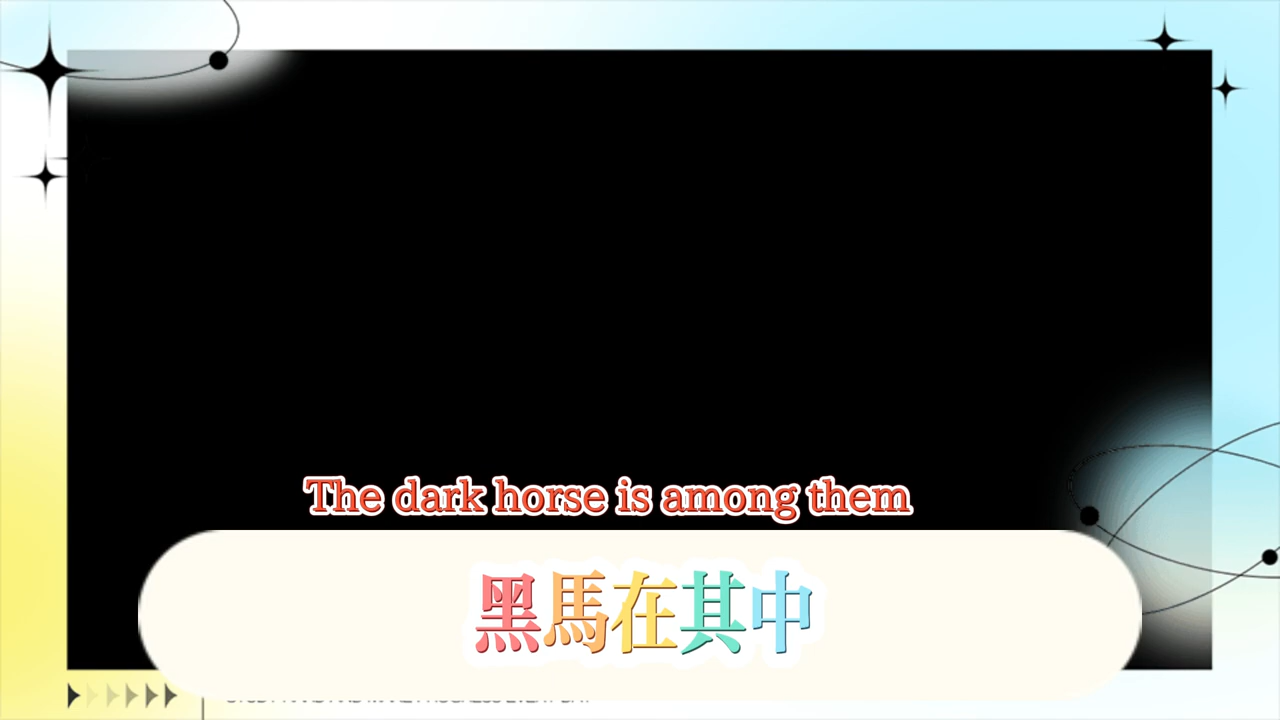 The dark horse is among them
黑馬在其中